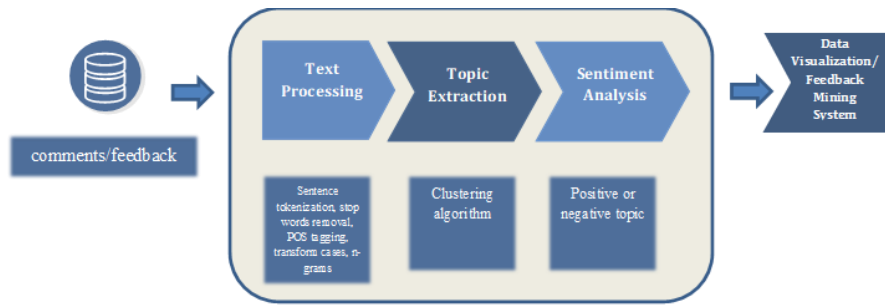 comments/feedback
Text
Processing
Topic
Extraction
Sentiment
Analysis
Sentence
tokenization, stop
words removal,
POS tagging,
transform cases, n-
grams
Clustering
algorithm
Positive or
negative topic
Data
Visualization/
Feedback
Mining
System